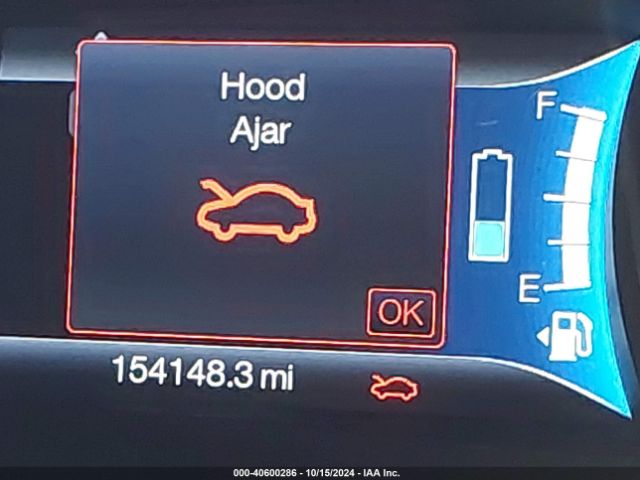 Hood
Ajar
F
E
OK
154148.3 mi
000-40600286 - 10/15/2024 - IAA Inc.